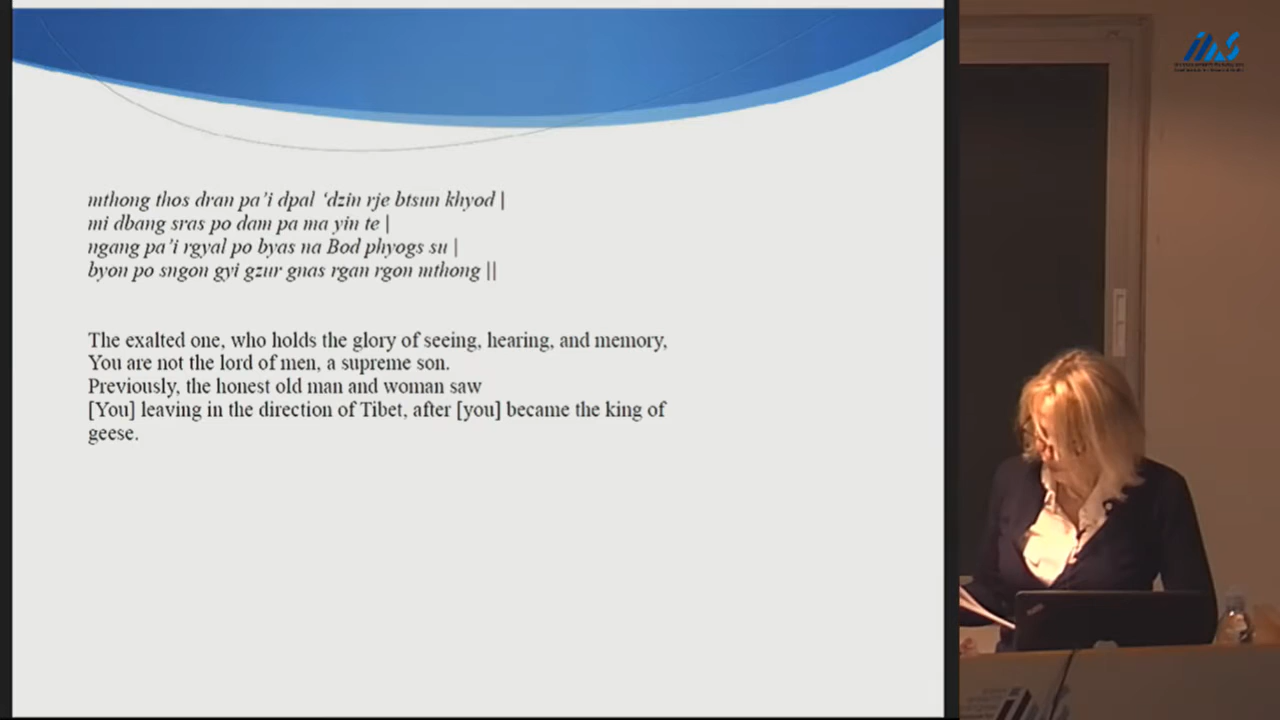 mthong thos dran pa’i dpal ‘dzin rje btsun khyod |
mi dbang sras po dam pa ma yin te |
ngang pa’i rgyal po byas na Bod phyogs su |
byon po sngon gyi gzur gnas rgan rgon mthong ||
The exalted one, who holds the glory of seeing, hearing, and memory,
You are not the lord of men, a supreme son.
Previously, the honest old man and woman saw
[You] leaving in the direction of Tibet, after [you] became the king of
geese.